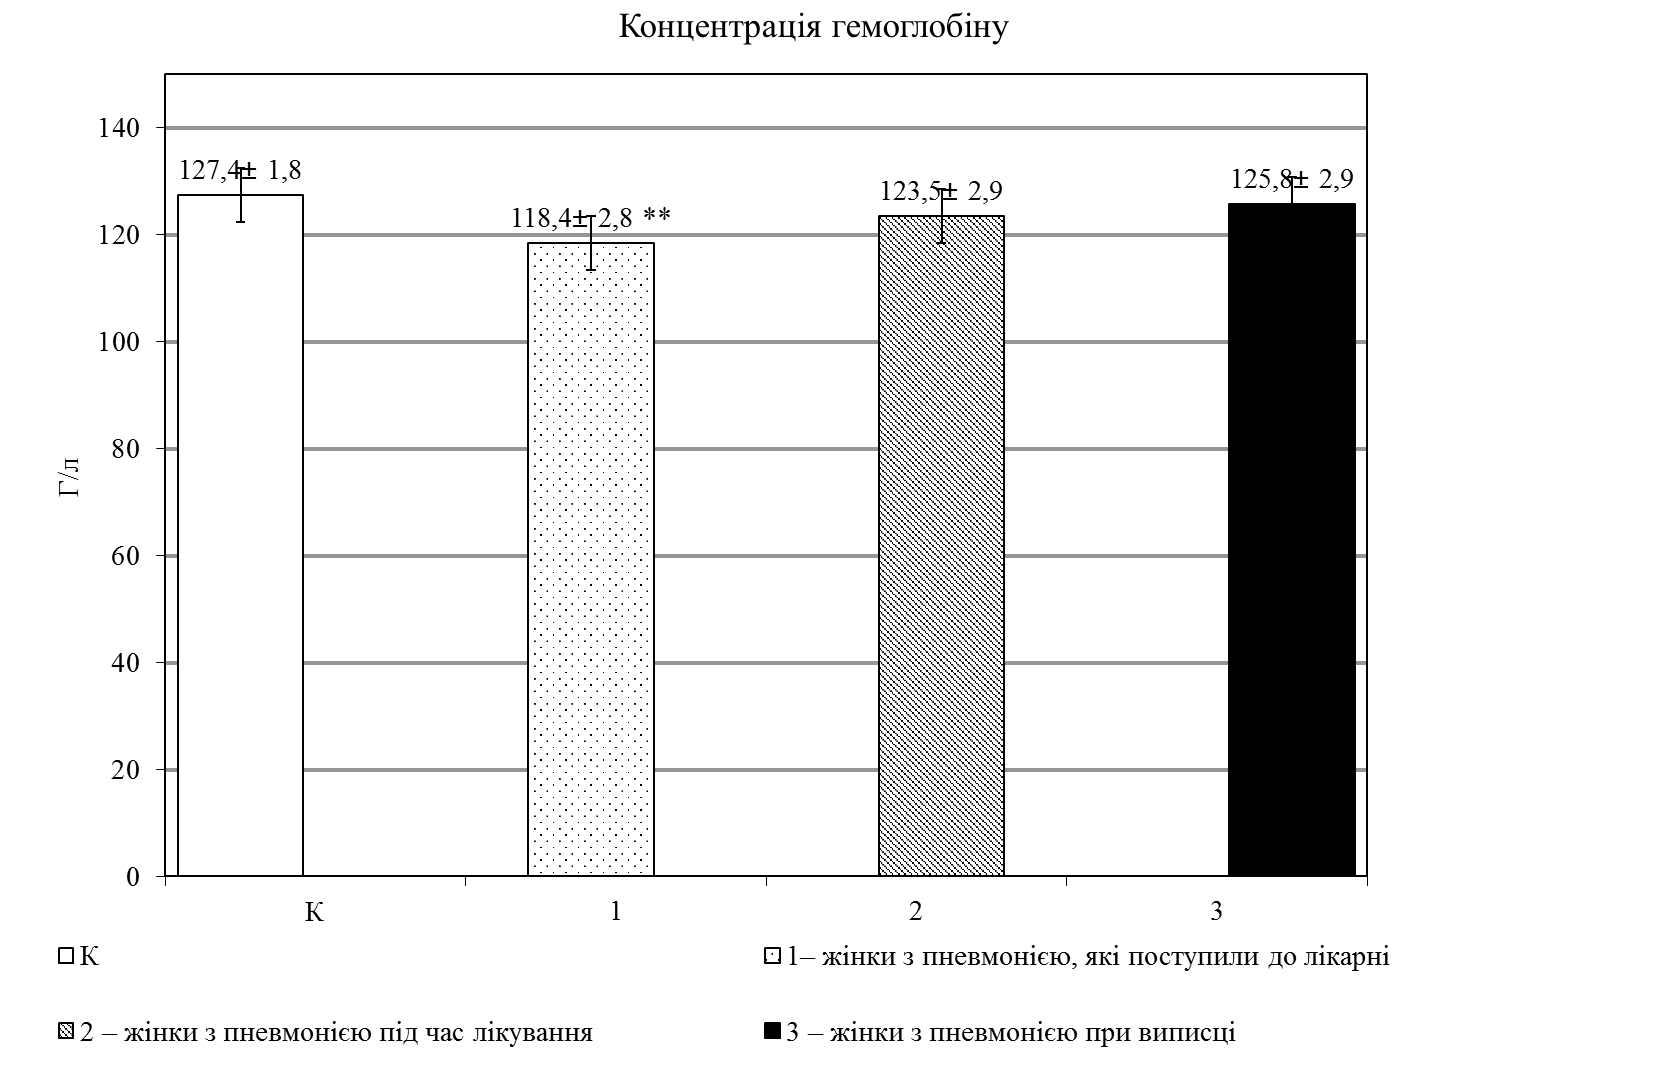 Концентрація гемоглобіну
140
120
100
80
60
40
20
0
Г/л
127,4± 1,8
118,4± 2,8 **
123,5± 2,9
125,8± 2,9
К
1
2
3
К
1– жінки з пневмонією, які поступили до лікарні
2 – жінки з пневмонією під час лікування
3 – жінки з пневмонією при виписці